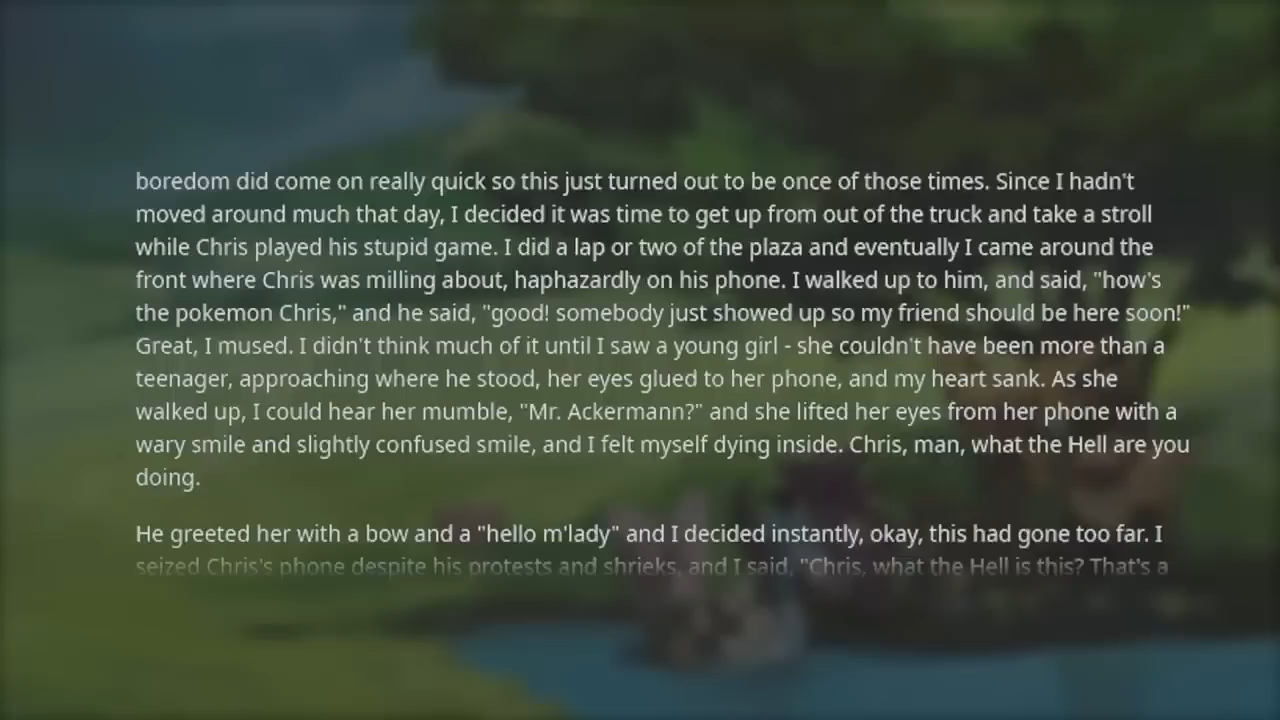 boredom did come on really quick so this just turned out to be once of those times. Since I hadn't
moved around much that day, I decided it was time to get up from out of the truck and take a stroll
while Chris played his stupid game. I did a lap or two of the plaza and eventually I came around the
front where Chris was milling about, haphazardly on his phone. I walked up to him, and said, "how's
the pokemon Chris," and he said, "good! somebody just showed up so my friend should be here soon!"
Great, I mused. I didn't think much of it until I saw a young girl - she couldn't have been more than a
teenager, approaching where he stood, her eyes glued to her phone, and my heart sank. As she
walked up, I could hear her mumble, "Mr. Ackermann?" and she lifted her eyes from her phone with a
wary smile and slightly confused smile, and I felt myself dying inside. Chris, man, what the Hell are you
doing.
He greeted her with a bow and a "hello m'lady" and I decided instantly, okay, this had gone too far. I
seized Chris's phone despite his protests and shrieks, and I said, "Chris, what the Hell is this? That's a